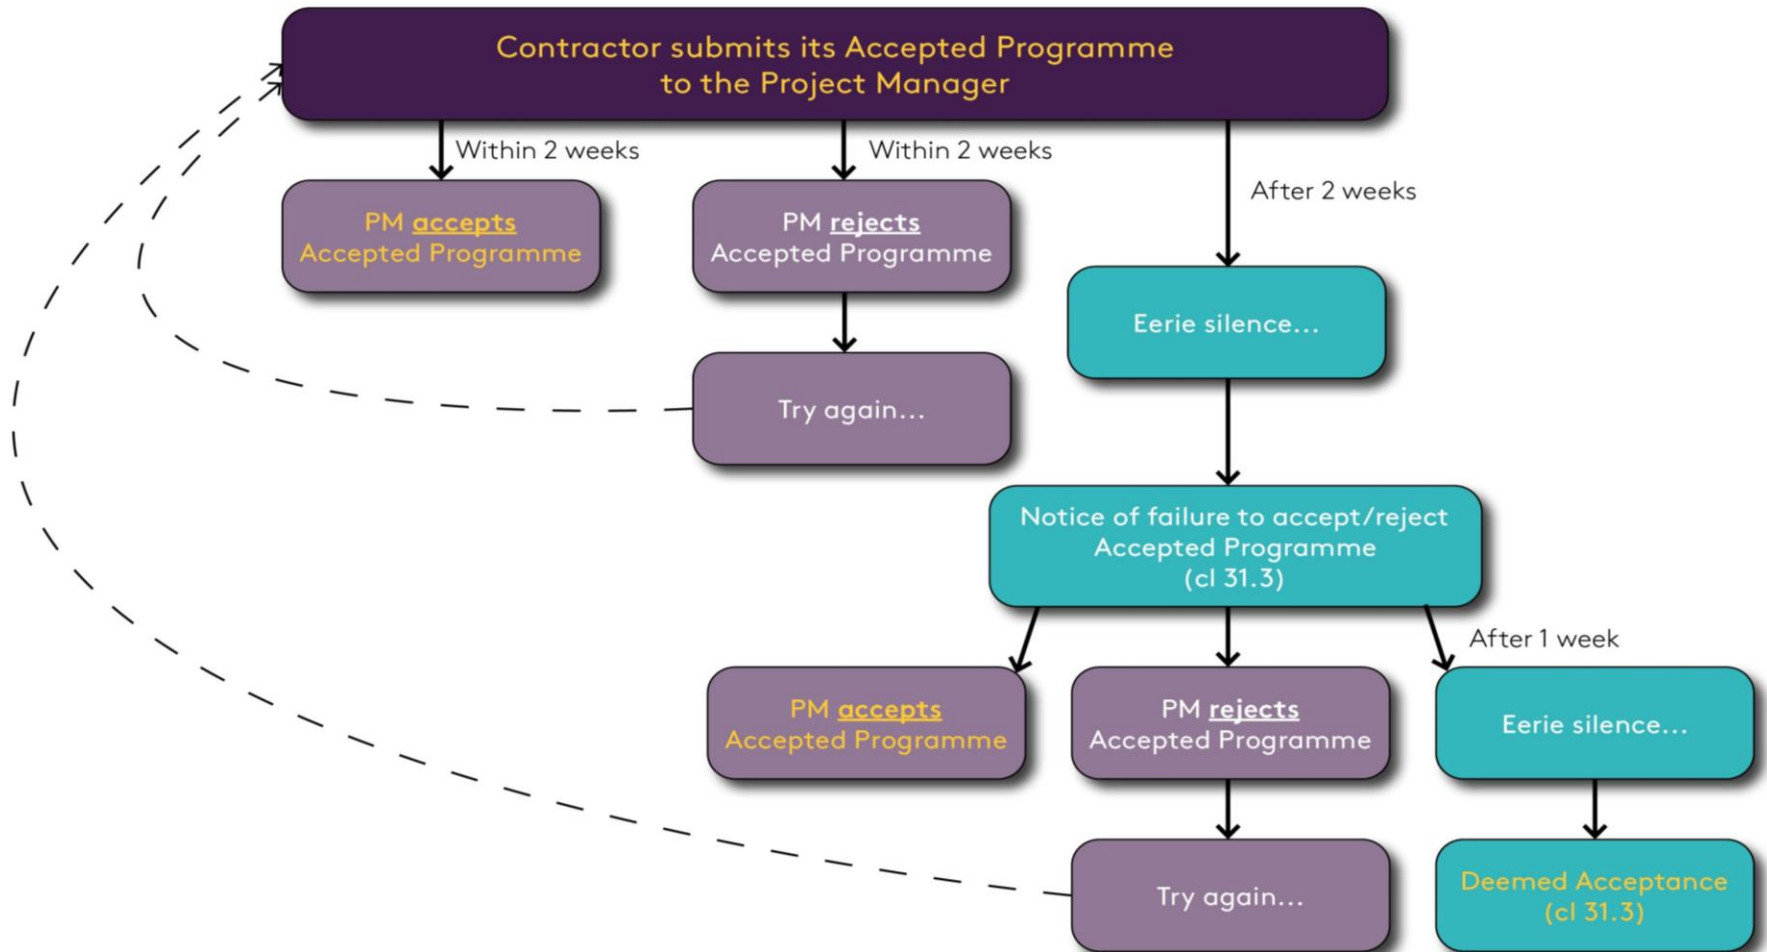 Contractor submits its Accepted Programme
to the Project Manager
Within 2 weeks
Within 2 weeks
After 2 weeks
PM accepts
Accepted Programme
PM rejects
Accepted Programme
Eerie silence...
Try again...
Notice of failure to accept/reject
Accepted Programme
(cl 31.3)
After 1 week
PM accepts
Accepted Programme
PM rejects
Accepted Programme
Eerie silence...
Try again...
Deemed Acceptance
(cl 31.3)